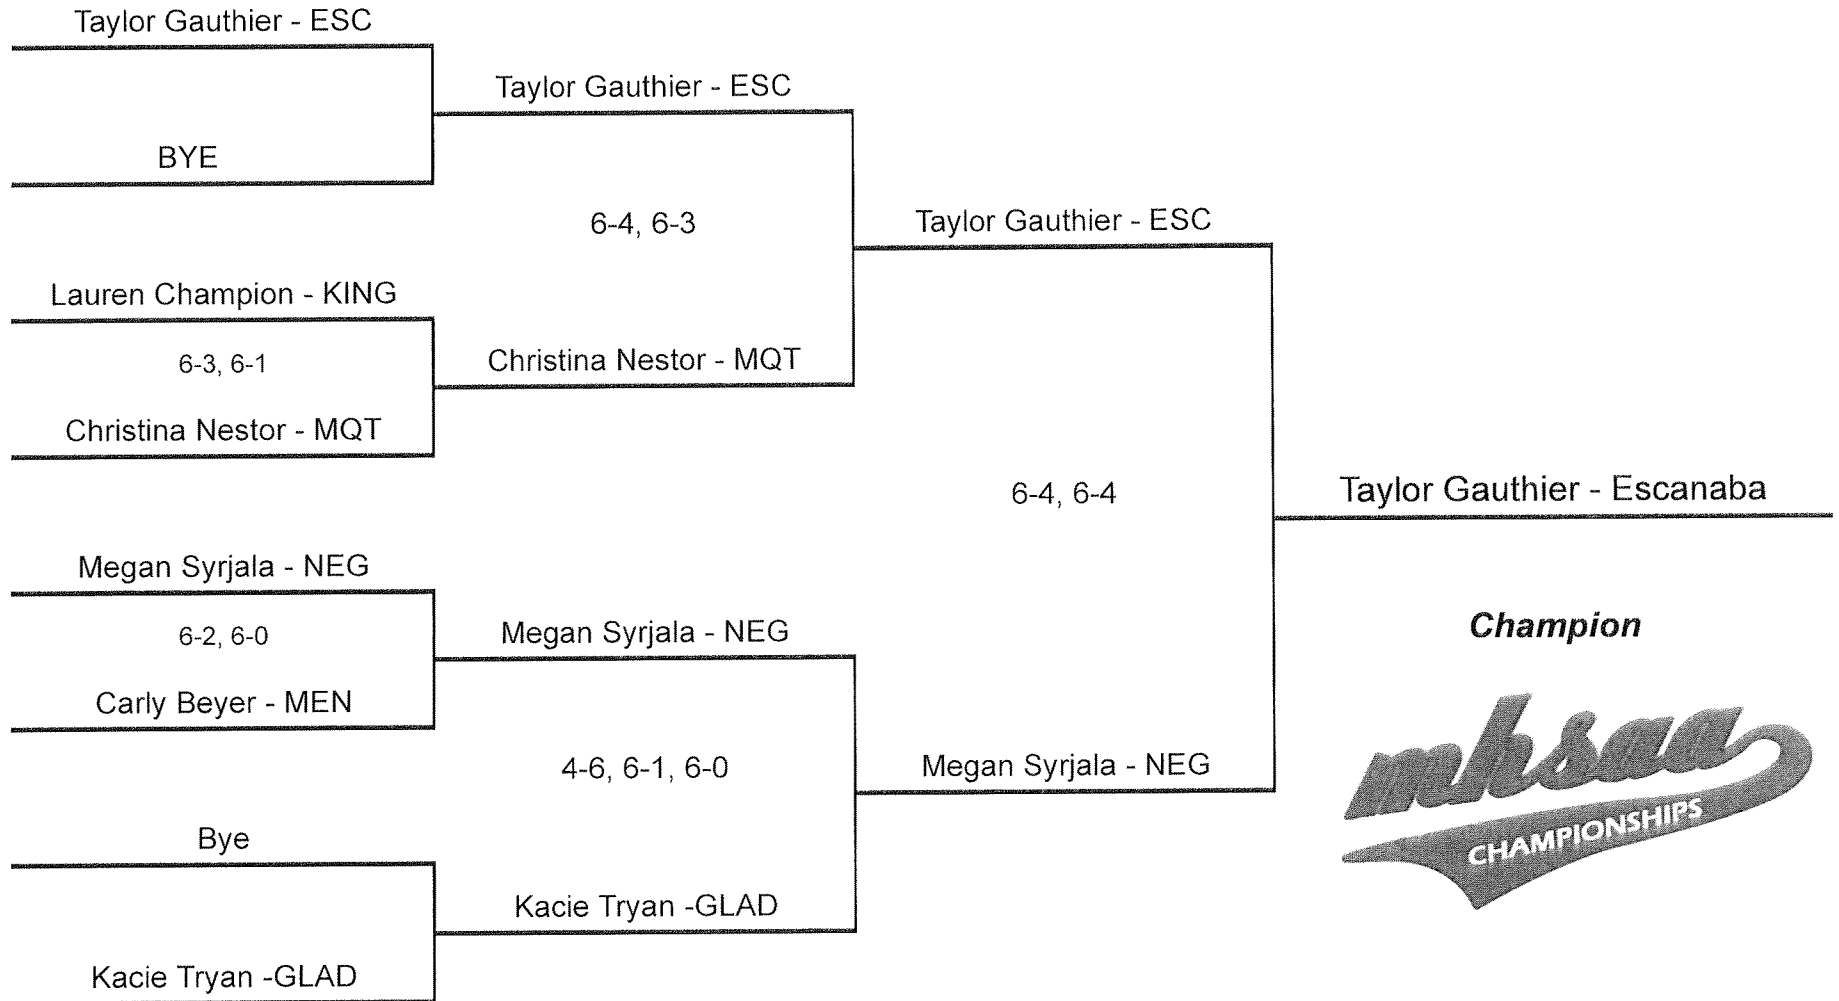 Taylor Gauthier - ESC
Taylor Gauthier - ESC
BYE
6-4, 6-3
Taylor Gauthier - ESC
Lauren Champion - KING
6-3, 6-1
Christina Nestor - MQT
Christina Nestor - MQT
6-4, 6-4
Taylor Gauthier - Escanaba
Megan Syrjala - NEG
6-2, 6-0
Megan Syrjala - NEG
Champion
Carly Beyer - MEN
4-6, 6-1, 6-0
Megan Syrjala - NEG
mhsaa
CHAMPIONSHIPS
Bye
Kacie Tryan -GLAD
Kacie Tryan -GLAD